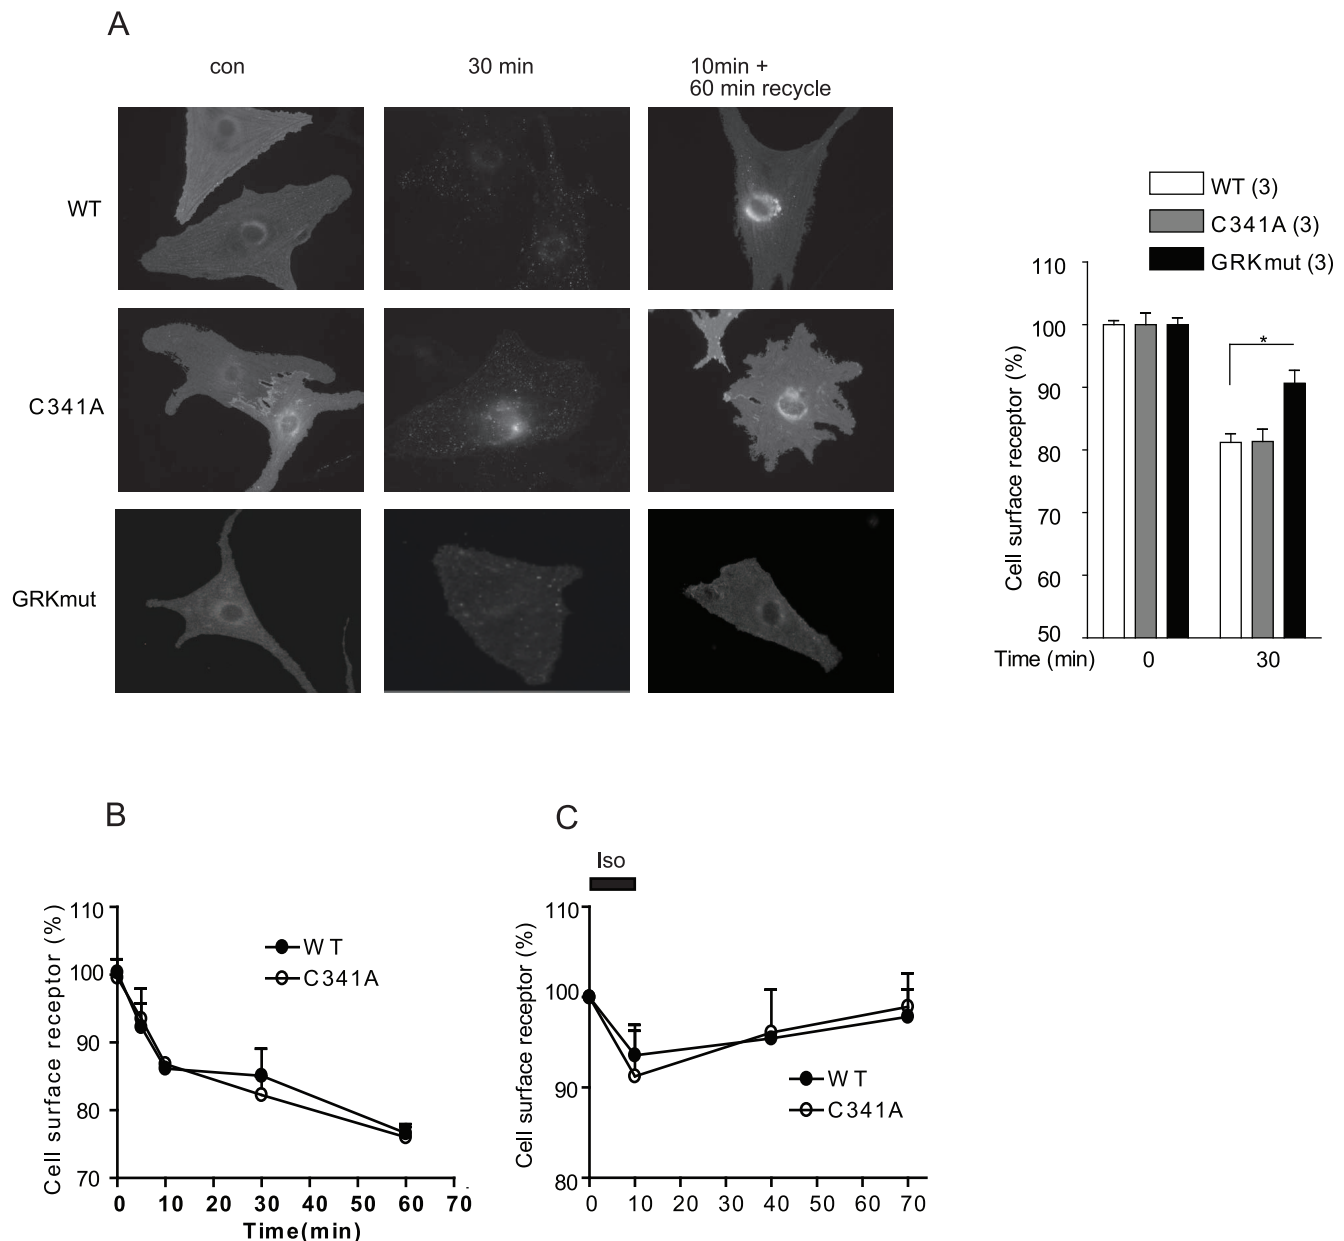 A
con
30 min
10min +
60 min recycle
WT
C341A
GRKmut
WT (3)
C341A (3)
GRKmut (3)
Cell surface receptor (%)
110
100
90
80
70
60
50
*
Time (min)
0
30
B
Cell surface receptor (%)
110
100
90
80
70
WT
C341A
0 10 20 30 40 50 60 70
Time(min)
C
Iso
Cell surface receptor (%)
110
100
90
80
WT
C341A
0 10 20 30 40 50 60 70